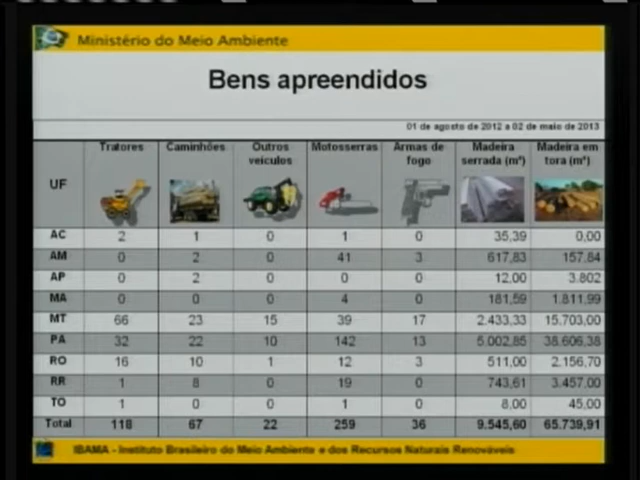 Ministério do Meio Ambiente
Bens apreendidos
01 de agosto de 2012 a 02 de maio de 2013
UF Tratores Caminhões Outros veículos Motosserras Armas de fogo Madeira serrada (m³) Madeira em tora (m³)
AC 2 1 0 1 0 35,39 0,00
AM 0 2 0 41 3 617,83 157,84
AP 0 2 0 0 0 12,00 3.802
MA 0 0 0 4 0 181,59 1.811,99
MT 66 23 15 39 17 2.433,33 15.703,00
PA 32 22 10 142 13 5.002,85 38.606,38
RO 16 10 1 12 3 511,00 2.156,70
RR 1 8 0 19 0 743,61 3.457,00
TO 1 0 0 1 0 8,00 45,00
Total 118 67 22 259 36 9.545,60 65.739,91
IBAMA - Instituto Brasileiro do Meio Ambiente e dos Recursos Naturais Renováveis